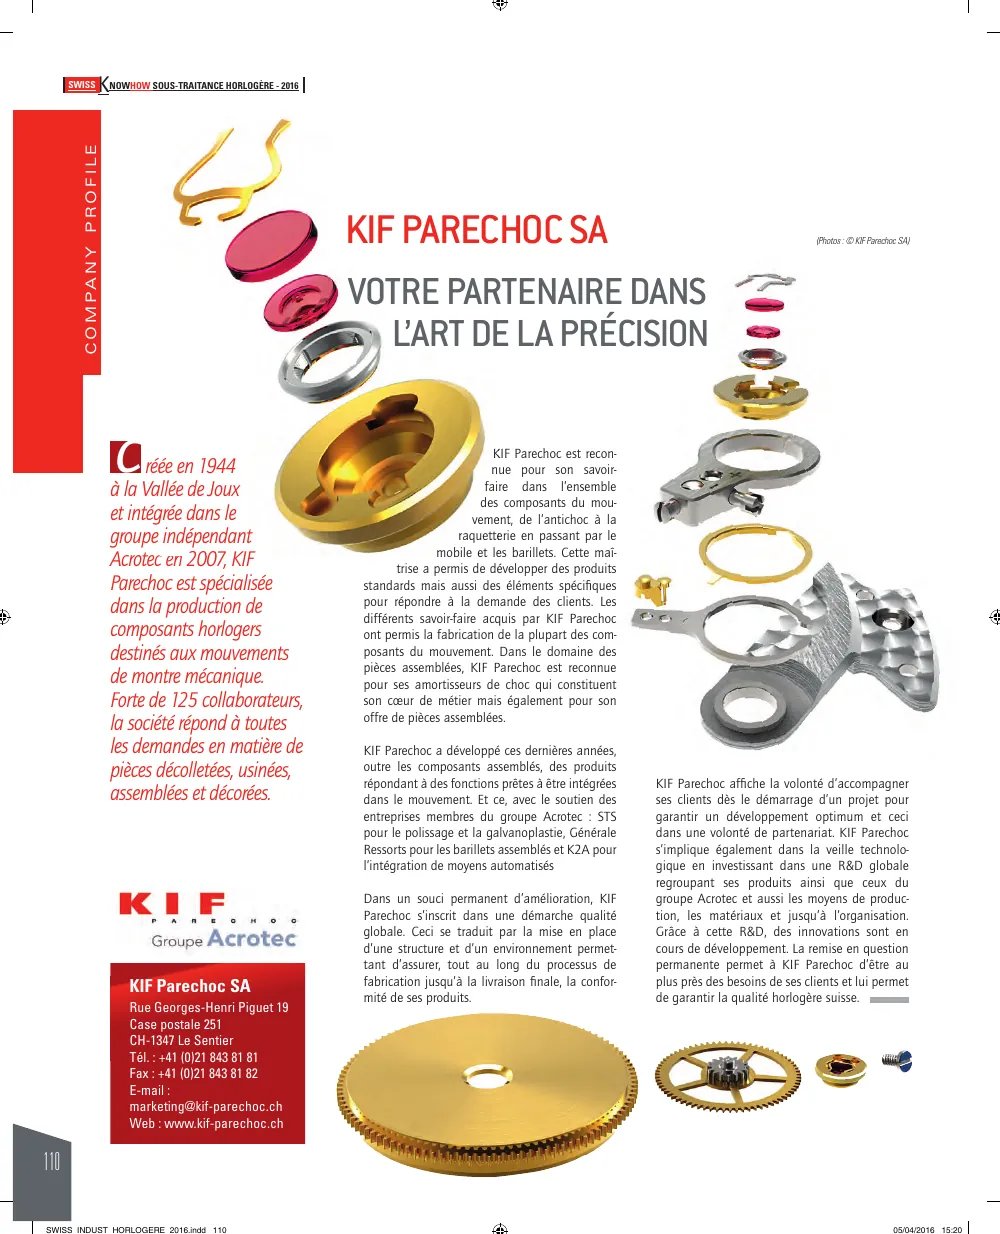 SWISS KNOWHOW SOUS-TRAITANCE HORLOGÈRE - 2016
COMPANY PROFILE
KIF PARECHOC SA
(Photos : © KIF Parechoc SA)
VOTRE PARTENAIRE DANS
L’ART DE LA PRÉCISION
Créée en 1944
à la Vallée de Joux
et intégrée dans le
groupe indépendant
Acrotec en 2007, KIF
Parechoc est spécialisée
dans la production de
composants horlogers
destinés aux mouvements
de montre mécanique.
Forte de 125 collaborateurs,
la société répond à toutes
les demandes en matière de
pièces décolletées, usinées,
assemblées et décorées.
KIF Parechoc est recon-
nue pour son savoir-
faire dans l’ensemble
des composants du mou-
vement, de l’antichoc à la
raquetterie en passant par le
mobile et les barillets. Cette maî-
trise a permis de développer des produits
standards mais aussi des éléments spécifiques
pour répondre à la demande des clients. Les
différents savoir-faire acquis par KIF Parechoc
ont permis la fabrication de la plupart des com-
posants du mouvement. Dans le domaine des
pièces assemblées, KIF Parechoc est reconnue
pour ses amortisseurs de choc qui constituent
son cœur de métier mais également pour son
offre de pièces assemblées.
KIF Parechoc a développé ces dernières années,
outre les composants assemblés, des produits
répondant à des fonctions prêtes à être intégrées
dans le mouvement. Et ce, avec le soutien des
entreprises membres du groupe Acrotec : STS
pour le polissage et la galvanoplastie, Générale
Ressorts pour les barillets assemblés et K2A pour
l’intégration de moyens automatisés
Dans un souci permanent d’amélioration, KIF
Parechoc s’inscrit dans une démarche qualité
globale. Ceci se traduit par la mise en place
d’une structure et d’un environnement permet-
tant d’assurer, tout au long du processus de
fabrication jusqu’à la livraison finale, la confor-
mité de ses produits.
KIF Parechoc affiche la volonté d’accompagner
ses clients dès le démarrage d’un projet pour
garantir un développement optimum et ceci
dans une volonté de partenariat. KIF Parechoc
s’implique également dans la veille technolo-
gique en investissant dans une R&D globale
regroupant ses produits ainsi que ceux du
groupe Acrotec et aussi les moyens de produc-
tion, les matériaux et jusqu’à l’organisation.
Grâce à cette R&D, des innovations sont en
cours de développement. La remise en question
permanente permet à KIF Parechoc d’être au
plus près des besoins de ses clients et lui permet
de garantir la qualité horlogère suisse.
KIF
PARECHOC
Groupe Acrotec
KIF Parechoc SA
Rue Georges-Henri Piguet 19
Case postale 251
CH-1347 Le Sentier
Tél. : +41 (0)21 843 81 81
Fax : +41 (0)21 843 81 82
E-mail :
marketing@kif-parechoc.ch
Web : www.kif-parechoc.ch
110
SWISS_INDUST_HORLOGERE_2016.indd 110
05/04/2016 15:20